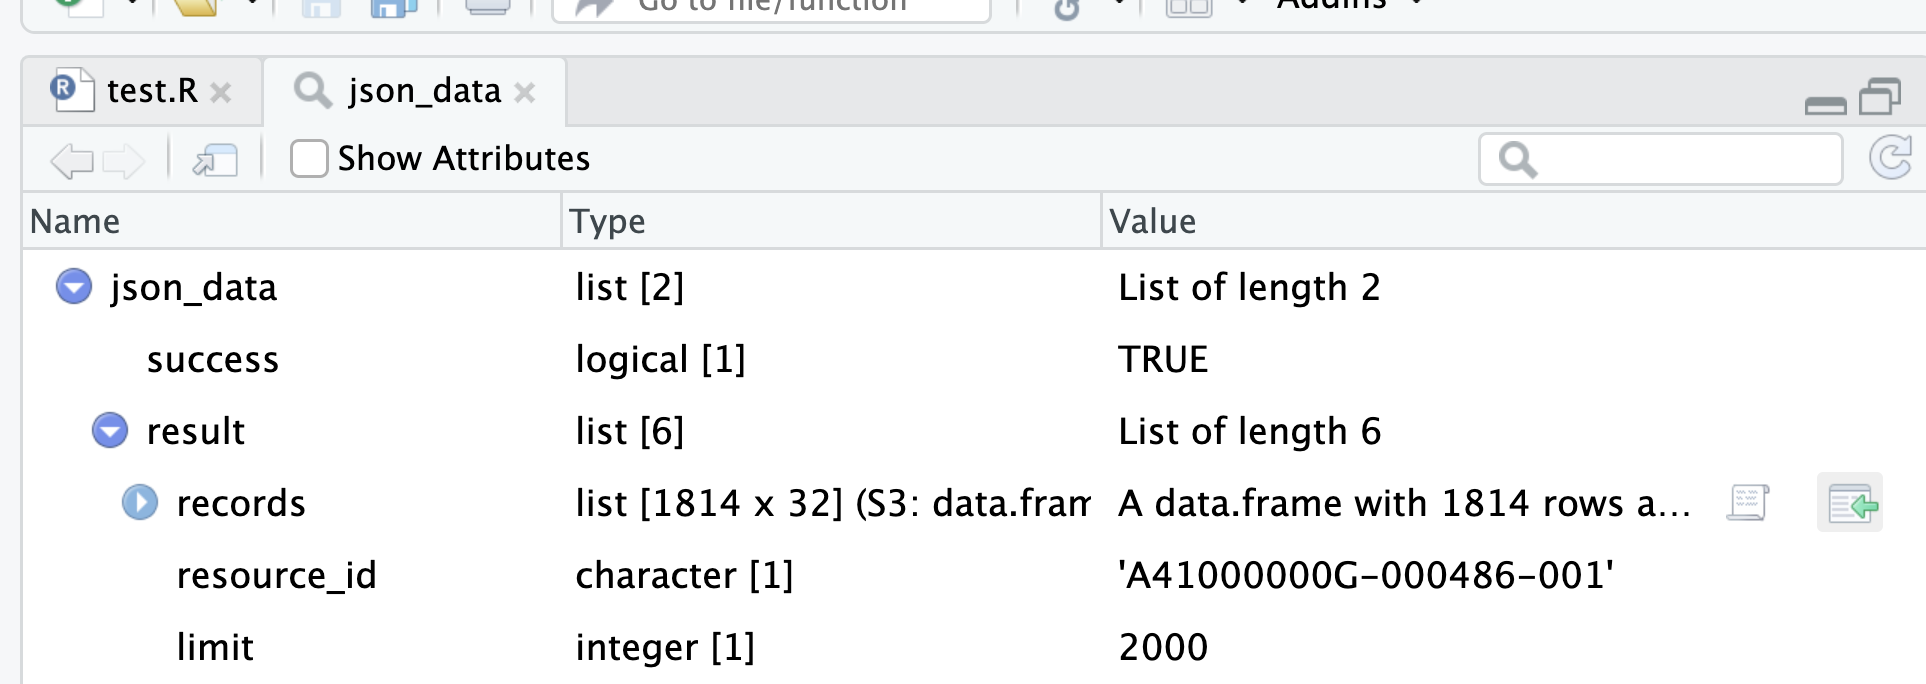 Go to file/function
Addins
test.R
json_data
Show Attributes
Name Type Value
json_data list [2] List of length 2
success logical [1] TRUE
result list [6] List of length 6
records list [1814 x 32] (S3: data.fram A data.frame with 1814 rows a...
resource_id character [1] 'A41000000G-000486-001'
limit integer [1] 2000